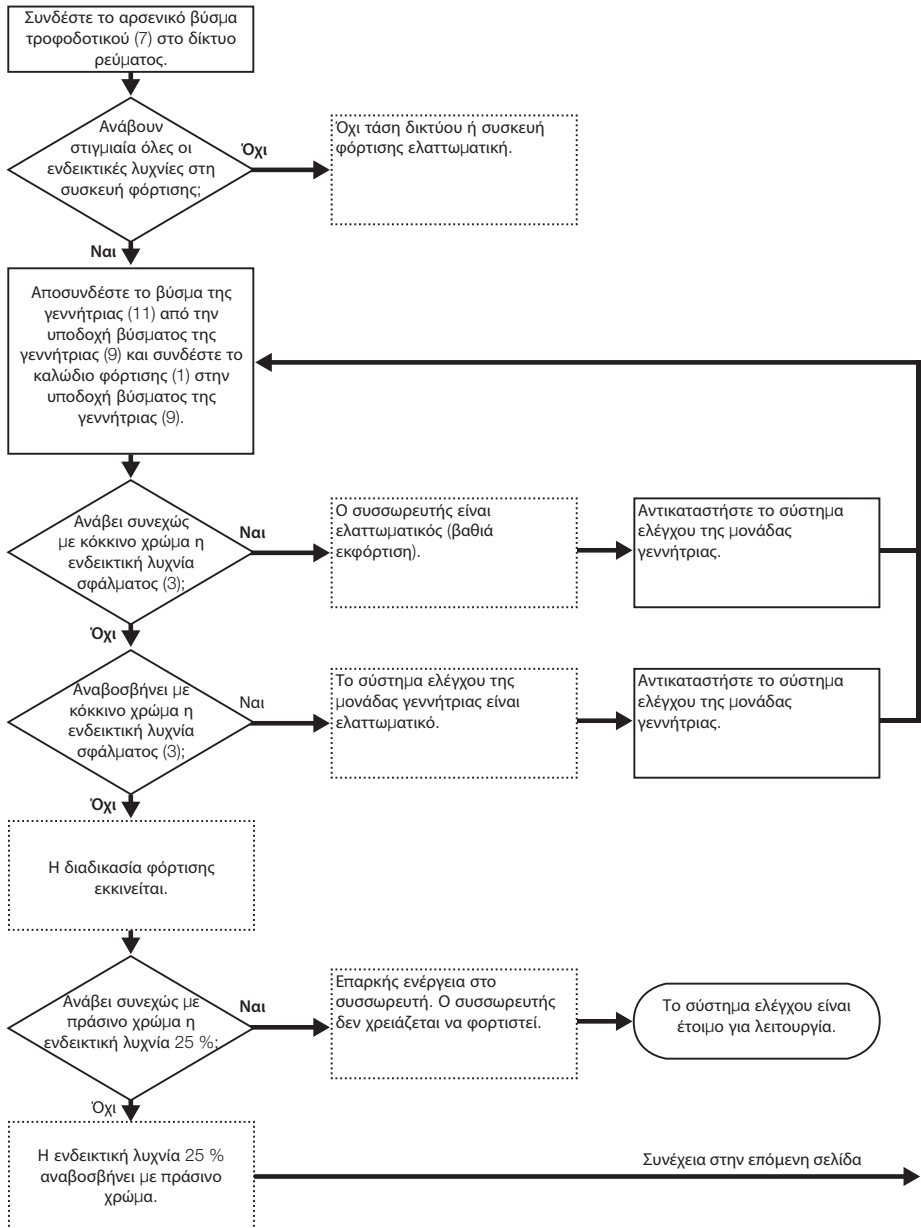 Συνδέστε το αρσενικό βύσμα
τροφοδοτικού (7) στο δίκτυο
ρεύματος.
Ανάβουν
στιγμιαία όλες οι
ενδεικτικές λυχνίες στη
συσκευή φόρτισης;
Όχι
Όχι τάση δικτύου ή συσκευή
φόρτισης ελαττωματική.
Ναι
Αποσυνδέστε το βύσμα της
γεννήτριας (11) από την
υποδοχή βύσματος της
γεννήτριας (9) και συνδέστε το
καλώδιο φόρτισης (1) στην
υποδοχή βύσματος της
γεννήτριας (9).
Ανάβει συνεχώς
με κόκκινο χρώμα η
ενδεικτική λυχνία
σφάλματος (3);
Ναι
Ο συσσωρευτής είναι
ελαττωματικός (βαθιά
εκφόρτιση).
Αντικαταστήστε το σύστημα
ελέγχου της μονάδας
γεννήτριας.
Όχι
Αναβοσβήνει με
κόκκινο χρώμα η
ενδεικτική λυχνία
σφάλματος (3);
Ναι
Το σύστημα ελέγχου της
μονάδας γεννήτριας είναι
ελαττωματικό.
Αντικαταστήστε το σύστημα
ελέγχου της μονάδας
γεννήτριας.
Όχι
Η διαδικασία φόρτισης
εκκινείται.
Ανάβει συνεχώς με
πράσινο χρώμα η
ενδεικτική λυχνία 25 %;
Ναι
Επαρκής ενέργεια στο
συσσωρευτή. Ο συσσωρευτής
δεν χρειάζεται να φορτιστεί.
Το σύστημα ελέγχου είναι
έτοιμο για λειτουργία.
Όχι
Η ενδεικτική λυχνία 25 %
αναβοσβήνει με πράσινο
χρώμα.
Συνέχεια στην επόμενη σελίδα